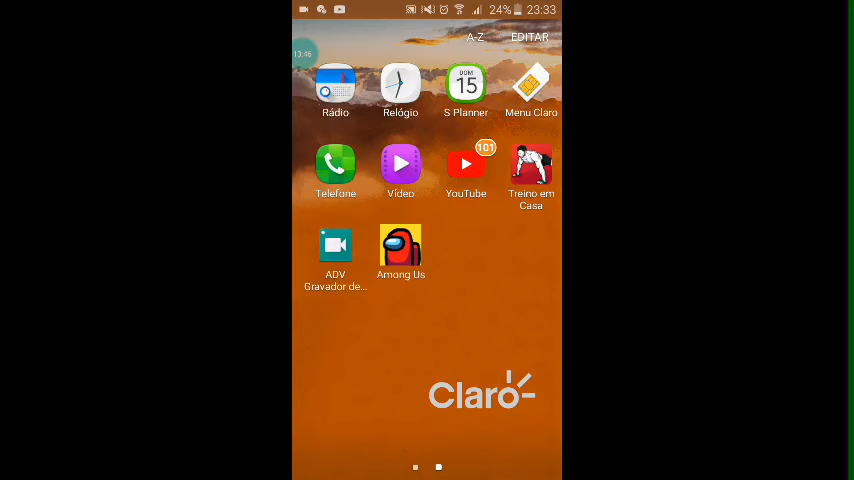 24% 23:33
A-Z EDITAR
13:46
DOM
15
Rádio Relógio S Planner Menu Claro
101
Telefone Vídeo YouTube Treino em
Casa
ADV Among Us
Gravador de...
Claro